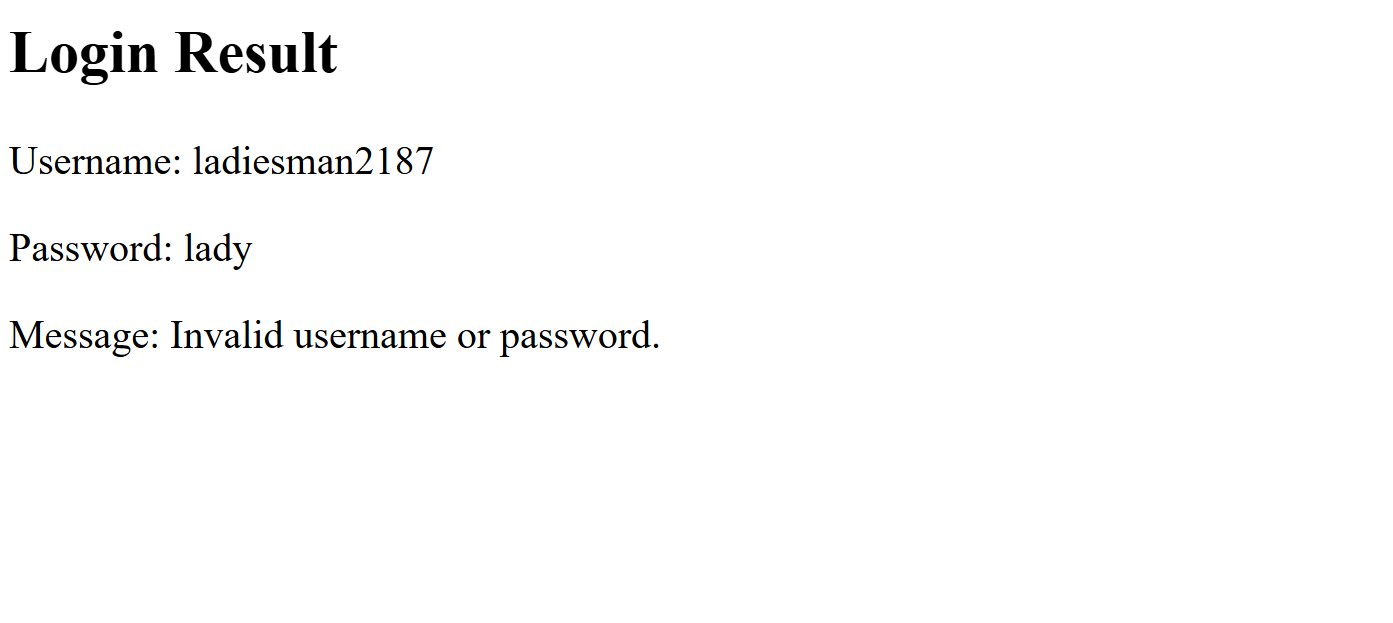 Login Result
Username: ladiesman2187
Password: lady
Message: Invalid username or password.